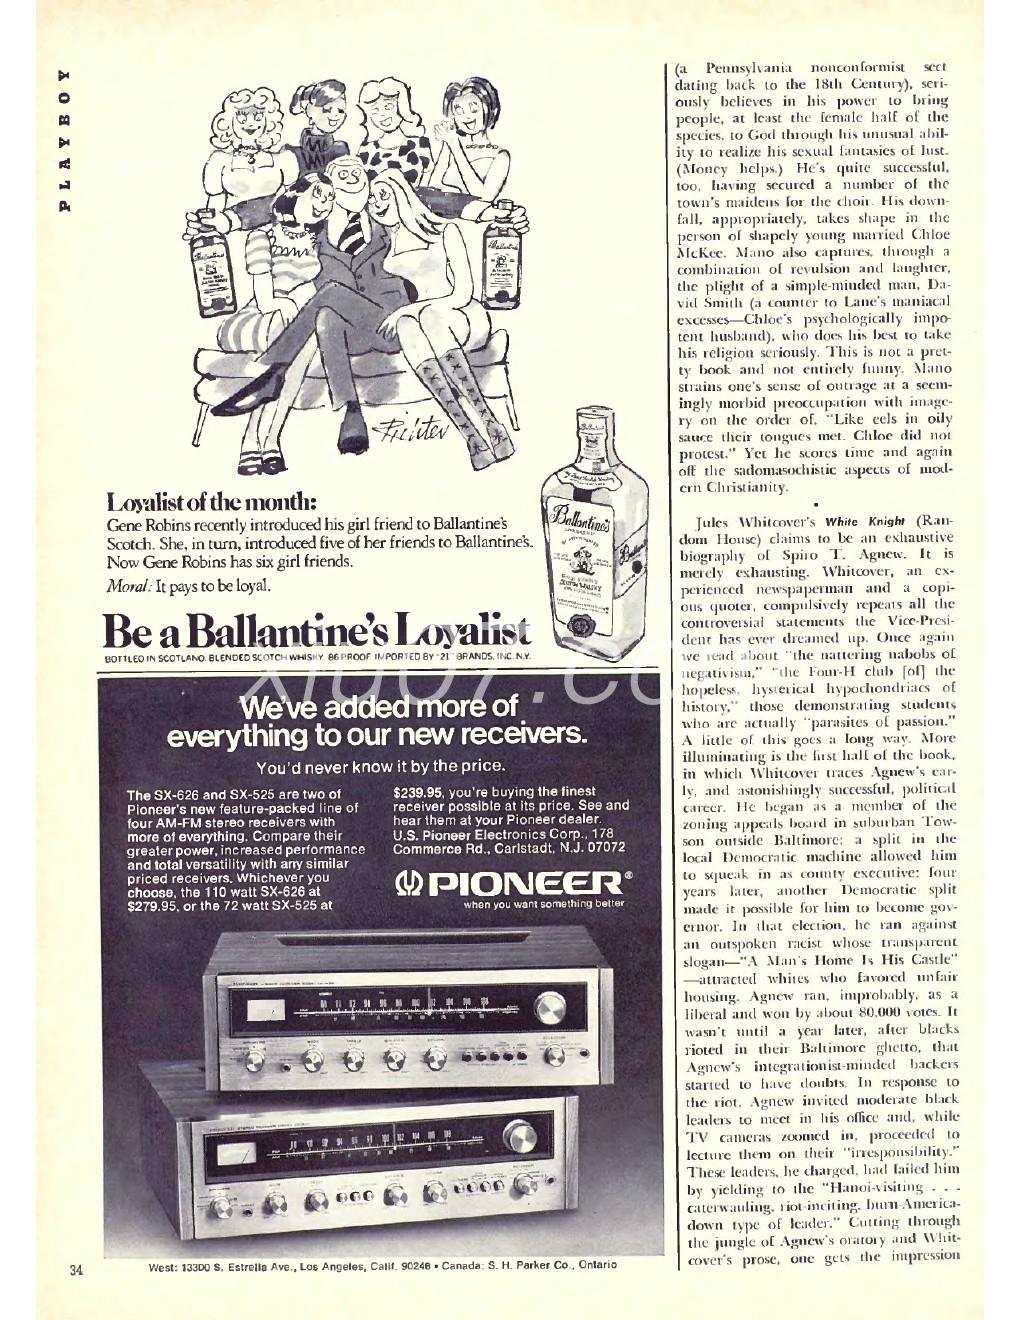 PLAYBOY
Ballantine's
Ballantine's
Richter
Loyalist of the month:
Gene Robins recently introduced his girl friend to Ballantine's
Scotch. She, in turn, introduced five of her friends to Ballantine's.
Now Gene Robins has six girl friends.
Moral: It pays to be loyal.
Ballantine's
SCOTCH WHISKY
Be a Ballantine's Loyalist
BOTTLED IN SCOTLAND. BLENDED SCOTCH WHISKY. 86 PROOF. IMPORTED BY "21" BRANDS, INC. N.Y.
We've added more of
everything to our new receivers.
You'd never know it by the price.
The SX-626 and SX-525 are two of
Pioneer's new feature-packed line of
four AM-FM stereo receivers with
more of everything. Compare their
greater power, increased performance
and total versatility with any similar
priced receivers. Whichever you
choose, the 110 watt SX-626 at
$279.95, or the 72 watt SX-525 at
$239.95, you're buying the finest
receiver possible at its price. See and
hear them at your Pioneer dealer.
U.S. Pioneer Electronics Corp., 178
Commerce Rd., Carlstadt, N.J. 07072
PIONEER®
when you want something better
West: 13300 S. Estrella Ave., Los Angeles, Calif. 90248 • Canada: S. H. Parker Co., Ontario
34
(a Pennsylvania nonconformist sect
dating back to the 18th Century), seri-
ously believes in his power to bring
people, at least the female half of the
species, to God through his unusual abil-
ity to realize his sexual fantasies of lust.
(Money helps.) He's quite successful,
too, having secured a number of the
town's maidens for the choir. His down-
fall, appropriately, takes shape in the
person of shapely young married Chloe
McKee. Mano also captures, through a
combination of revulsion and laughter,
the plight of a simple-minded man, Da-
vid Smith (a counter to Lane's maniacal
excesses—Chloe's psychologically impo-
tent husband), who does his best to take
his religion seriously. This is not a pret-
ty book and not entirely funny. Mano
strains one's sense of outrage at a seem-
ingly morbid preoccupation with image-
ry on the order of, "Like eels in oily
sauce their tongues met. Chloe did not
protest." Yet he scores time and again
off the sadomasochistic aspects of mod-
ern Christianity.
•
Jules Whitcover's White Knight (Ran-
dom House) claims to be an exhaustive
biography of Spiro T. Agnew. It is
merely exhausting. Whitcover, an ex-
perienced newspaperman and a copi-
ous quoter, compulsively repeats all the
controversial statements the Vice-Presi-
dent has ever dreamed up. Once again
we read about "the nattering nabobs of
negativism," "the Four-H club [of] the
hopeless, hysterical hypochondriacs of
history," those demonstrating students
who are actually "parasites of passion."
A little of this goes a long way. More
illuminating is the first half of the book,
in which Whitcover traces Agnew's ear-
ly, and astonishingly successful, political
career. He began as a member of the
zoning appeals board in suburban Tow-
son outside Baltimore; a split in the
local Democratic machine allowed him
to squeak in as county executive; four
years later, another Democratic split
made it possible for him to become gov-
ernor. In that election, he ran against
an outspoken racist whose transparent
slogan—"A Man's Home Is His Castle"
—attracted whites who favored unfair
housing. Agnew ran, improbably, as a
liberal and won by about 80,000 votes. It
wasn't until a year later, after blacks
rioted in their Baltimore ghetto, that
Agnew's integrationist-minded backers
started to have doubts. In response to
the riot, Agnew invited moderate black
leaders to meet in his office and, while
TV cameras zoomed in, proceeded to
lecture them on their "irresponsibility."
These leaders, he charged, had failed him
by yielding to the "Hanoi-visiting . . .
caterwauling, riot-inciting, burn-America-
down type of leader." Cutting through
the jungle of Agnew's oratory and Whit-
cover's prose, one gets the impression